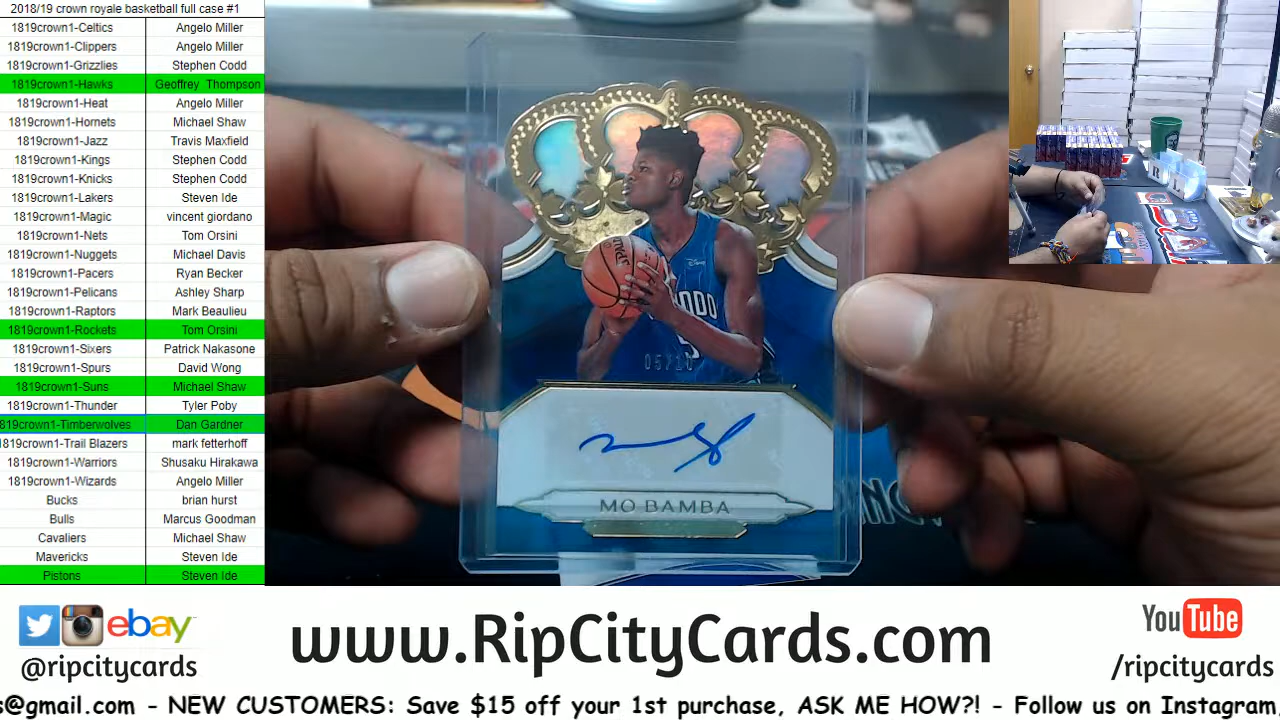 2018/19 crown royale basketball full case #1
1819crown1-Celtics Angelo Miller
1819crown1-Clippers Angelo Miller
1819crown1-Grizzlies Stephen Codd
1819crown1-Hawks Geoffrey Thompson
1819crown1-Heat Angelo Miller
1819crown1-Hornets Michael Shaw
1819crown1-Jazz Travis Maxfield
1819crown1-Kings Stephen Codd
1819crown1-Knicks Stephen Codd
1819crown1-Lakers Steven Ide
1819crown1-Magic vincent giordano
1819crown1-Nets Tom Orsini
1819crown1-Nuggets Michael Davis
1819crown1-Pacers Ryan Becker
1819crown1-Pelicans Ashley Sharp
1819crown1-Raptors Mark Beaulieu
1819crown1-Rockets Tom Orsini
1819crown1-Sixers Patrick Nakasone
1819crown1-Spurs David Wong
1819crown1-Suns Michael Shaw
1819crown1-Thunder Tyler Poby
819crown1-Timberwolves Dan Gardner
1819crown1-Trail Blazers mark fetterhoff
1819crown1-Warriors Shusaku Hirakawa
1819crown1-Wizards Angelo Miller
Bucks brian hurst
Bulls Marcus Goodman
Cavaliers Michael Shaw
Mavericks Steven Ide
Pistons Steven Ide
05/10
MO BAMBA
ebay
@ripcitycards
www.RipCityCards.com
YouTube
/ripcitycards
s@gmail.com - NEW CUSTOMERS: Save $15 off your 1st purchase, ASK ME HOW?! - Follow us on Instagram,